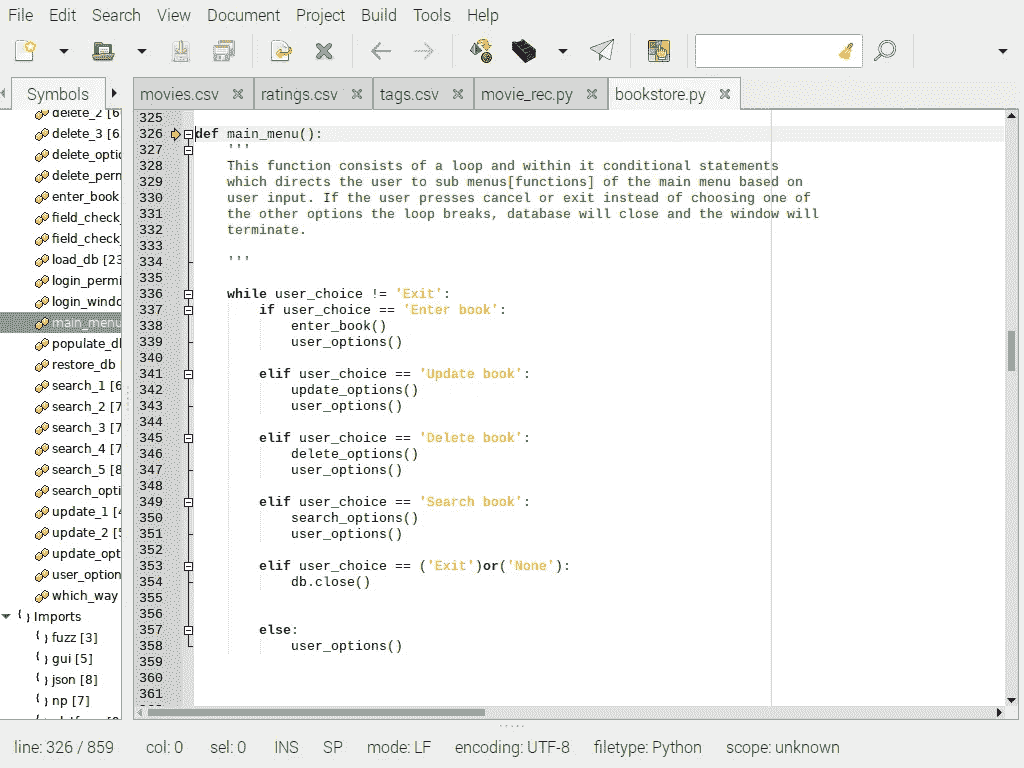 File Edit Search View Document Project Build Tools Help
Symbols movies.csv ratings.csv tags.csv movie_rec.py bookstore.py
delete_2 [6
delete_3 [6
delete_optic
delete_perm
enter_book
field_check_
field_check_
load_db [23
login_permi
login_windo
main_menu
populate_db
restore_db
search_1 [6
search_2 [7
search_3 [7
search_4 [7
search_5 [8
search_opti
update_1 [4
update_2 [5
update_opt
user_option
which_way
{} Imports
{} fuzz [3]
{} gui [5]
{} json [8]
{} np [7]
325
326 def main_menu():
327 '''
328 This function consists of a loop and within it conditional statements
329 which directs the user to sub menus[functions] of the main menu based on
330 user input. If the user presses cancel or exit instead of choosing one of
331 the other options the loop breaks, database will close and the window will
332 terminate.
333
334 '''
335
336 while user_choice != 'Exit':
337 if user_choice == 'Enter book':
338 enter_book()
339 user_options()
340
341 elif user_choice == 'Update book':
342 update_options()
343 user_options()
344
345 elif user_choice == 'Delete book':
346 delete_options()
347 user_options()
348
349 elif user_choice == 'Search book':
350 search_options()
351 user_options()
352
353 elif user_choice == ('Exit')or('None'):
354 db.close()
355
356
357 else:
358 user_options()
359
360
361
line: 326 / 859 col: 0 sel: 0 INS SP mode: LF encoding: UTF-8 filetype: Python scope: unknown